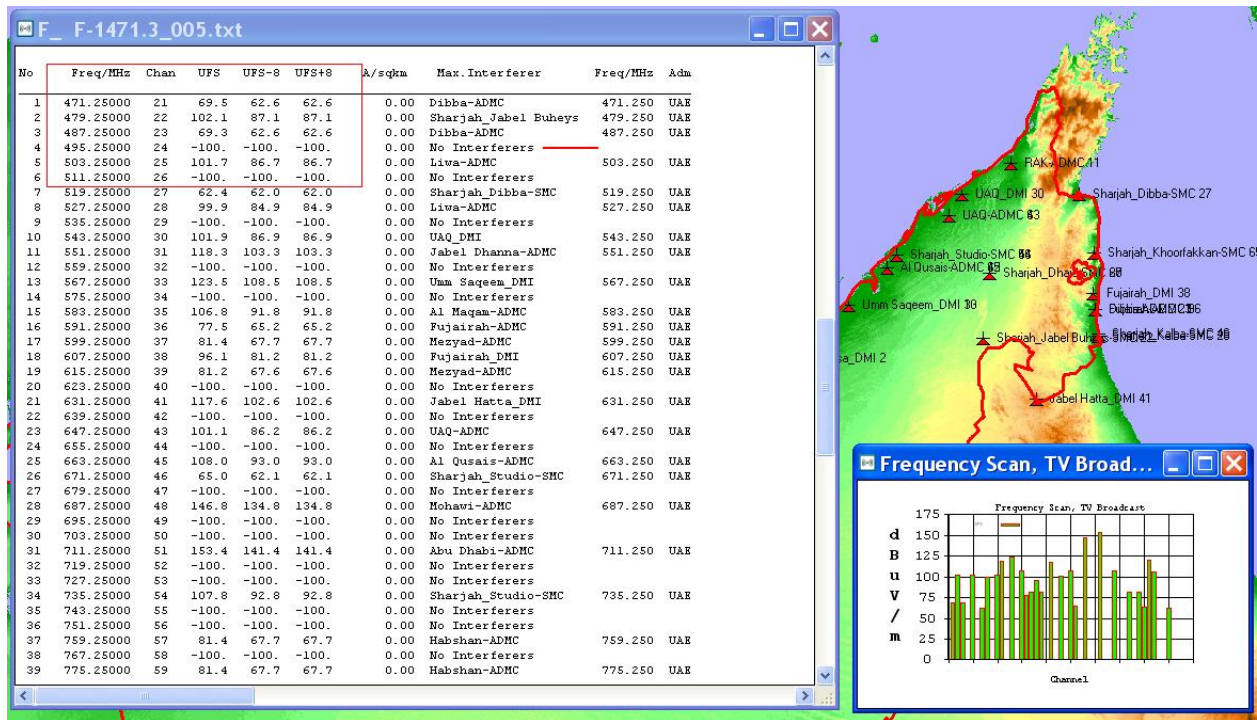 F_ F-1471.3_005.txt
No Freq/MHz Chan UFS UFS-8 UFS+8 A/sqkm Max.Interferer Freq/MHz Adm
1 471.25000 21 69.5 62.6 62.6 0.00 Dibba-ADMC 471.250 UAE
2 479.25000 22 102.1 87.1 87.1 0.00 Sharjah_Jabel Buheys 479.250 UAE
3 487.25000 23 69.3 62.6 62.6 0.00 Dibba-ADMC 487.250 UAE
4 495.25000 24 -100. -100. -100. 0.00 No Interferers
5 503.25000 25 101.7 86.7 86.7 0.00 Liwa-ADMC 503.250 UAE
6 511.25000 26 -100. -100. -100. 0.00 No Interferers
7 519.25000 27 62.4 62.0 62.0 0.00 Sharjah_Dibba-SMC 519.250 UAE
8 527.25000 28 99.9 84.9 84.9 0.00 Liwa-ADMC 527.250 UAE
9 535.25000 29 -100. -100. -100. 0.00 No Interferers
10 543.25000 30 101.9 86.9 86.9 0.00 UAQ_DMI 543.250 UAE
11 551.25000 31 118.3 103.3 103.3 0.00 Jabel Dhanna-ADMC 551.250 UAE
12 559.25000 32 -100. -100. -100. 0.00 No Interferers
13 567.25000 33 123.5 108.5 108.5 0.00 Umm Saqeem_DMI 567.250 UAE
14 575.25000 34 -100. -100. -100. 0.00 No Interferers
15 583.25000 35 106.8 91.8 91.8 0.00 Al Maqam-ADMC 583.250 UAE
16 591.25000 36 77.5 65.2 65.2 0.00 Fujairah-ADMC 591.250 UAE
17 599.25000 37 81.4 67.7 67.7 0.00 Mezyad-ADMC 599.250 UAE
18 607.25000 38 96.1 81.2 81.2 0.00 Fujairah_DMI 607.250 UAE
19 615.25000 39 81.2 67.6 67.6 0.00 Mezyad-ADMC 615.250 UAE
20 623.25000 40 -100. -100. -100. 0.00 No Interferers
21 631.25000 41 117.6 102.6 102.6 0.00 Jabel Hatta_DMI 631.250 UAE
22 639.25000 42 -100. -100. -100. 0.00 No Interferers
23 647.25000 43 101.1 86.2 86.2 0.00 UAQ-ADMC 647.250 UAE
24 655.25000 44 -100. -100. -100. 0.00 No Interferers
25 663.25000 45 108.0 93.0 93.0 0.00 Al Qusais-ADMC 663.250 UAE
26 671.25000 46 65.0 62.1 62.1 0.00 Sharjah_Studio-SMC 671.250 UAE
27 679.25000 47 -100. -100. -100. 0.00 No Interferers
28 687.25000 48 146.8 134.8 134.8 0.00 Mohawi-ADMC 687.250 UAE
29 695.25000 49 -100. -100. -100. 0.00 No Interferers
30 703.25000 50 -100. -100. -100. 0.00 No Interferers
31 711.25000 51 153.4 141.4 141.4 0.00 Abu Dhabi-ADMC 711.250 UAE
32 719.25000 52 -100. -100. -100. 0.00 No Interferers
33 727.25000 53 -100. -100. -100. 0.00 No Interferers
34 735.25000 54 107.8 92.8 92.8 0.00 Sharjah_Studio-SMC 735.250 UAE
35 743.25000 55 -100. -100. -100. 0.00 No Interferers
36 751.25000 56 -100. -100. -100. 0.00 No Interferers
37 759.25000 57 81.4 67.7 67.7 0.00 Habshan-ADMC 759.250 UAE
38 767.25000 58 -100. -100. -100. 0.00 No Interferers
39 775.25000 59 81.4 67.7 67.7 0.00 Habshan-ADMC 775.250 UAE
UAQ_DMI 30
Sharjah_Dibba-SMC 27
UAQ-ADMC
Sharjah_Studio-SMC
Sharjah_Khoorfakkan-SMC
Al Qusais-ADMC
Fujairah_DMI 38
Umm Saqeem_DMI
Sharjah_Jabel
_DMI 2
Jabel Hatta_DMI 41
Frequency Scan, TV Broad...
Frequency Scan, TV Broadcast
dBuV/m
175
150
125
100
75
50
25
0
Channel